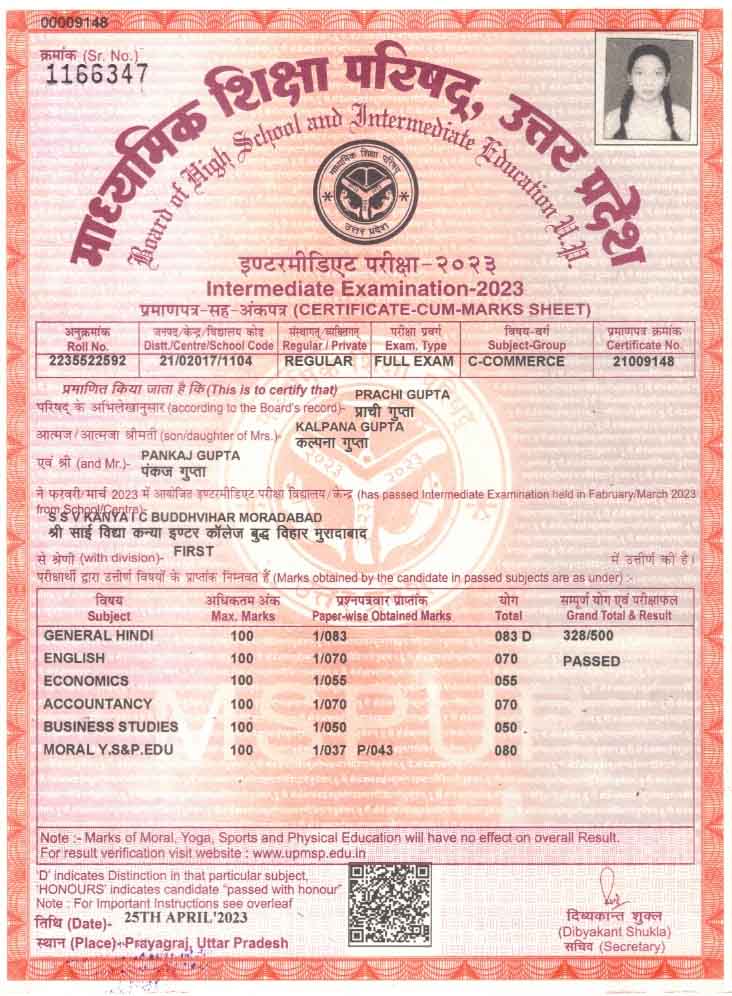 00009148
क्रमांक (Sr. No.)
1166347
माध्यमिक शिक्षा परिषद, उत्तर प्रदेश
Board of High School and Intermediate Education U.P.
माध्यमिक शिक्षा परिषद्
उत्तर प्रदेश
इण्टरमीडिएट परीक्षा-२०२३
Intermediate Examination-2023
प्रमाणपत्र-सह-अंकपत्र (CERTIFICATE-CUM-MARKS SHEET)
अनुक्रमांक जनपद/केन्द्र/विद्यालय कोड संस्थागत/व्यक्तिगत परीक्षा प्रवर्ग विषय-वर्ग प्रमाणपत्र क्रमांक
Roll No. Distt./Centre/School Code Regular / Private Exam. Type Subject-Group Certificate No.
2235522592 21/02017/1104 REGULAR FULL EXAM C-COMMERCE 21009148
प्रमाणित किया जाता है कि (This is to certify that) PRACHI GUPTA
परिषद् के अभिलेखानुसार (according to the Board's record)- प्राची गुप्ता
KALPANA GUPTA
आत्मज/आत्मजा श्रीमती (son/daughter of Mrs.)- कल्पना गुप्ता
PANKAJ GUPTA
एवं श्री (and Mr.)- पंकज गुप्ता
ने फरवरी/मार्च 2023 में आयोजित इण्टरमीडिएट परीक्षा विद्यालय/केन्द्र (has passed Intermediate Examination held in Fabruary/March 2023
from School/Centra)-
S S V KANYA I C BUDDHVIHAR MORADABAD
श्री साई विद्या कन्या इण्टर कॉलेज बुद्ध विहार मुरादाबाद
से श्रेणी (with division)- FIRST में उत्तीर्ण की है।
परीक्षार्थी द्वारा उत्तीर्ण विषयों के प्राप्तांक निम्नवत हैं (Marks obtained by the candidate in passed subjects are as under) :-
विषय अधिकतम अंक प्रश्नपत्रवार प्राप्तांक योग सम्पूर्ण योग एवं परीक्षाफल
Subject Max. Marks Paper-wise Obtained Marks Total Grand Total & Result
GENERAL HINDI 100 1/083 083 D 328/500
ENGLISH 100 1/070 070 PASSED
ECONOMICS 100 1/055 055
ACCOUNTANCY 100 1/070 070
BUSINESS STUDIES 100 1/050 050
MORAL Y.S&P.EDU 100 1/037 P/043 080
MSPUP
Note :- Marks of Moral, Yoga, Sports and Physical Education will have no effect on overall Result.
For result verification visit website : www.upmsp.edu.in
'D' indicates Distinction in that particular subject,
'HONOURS' indicates candidate "passed with honour"
Note : For Important Instructions see overleaf
तिथि (Date)- 25TH APRIL'2023
स्थान (Place)- Prayagraj, Uttar Pradesh
दिव्यकान्त शुक्ल
(Dibyakant Shukla)
सचिव (Secretary)